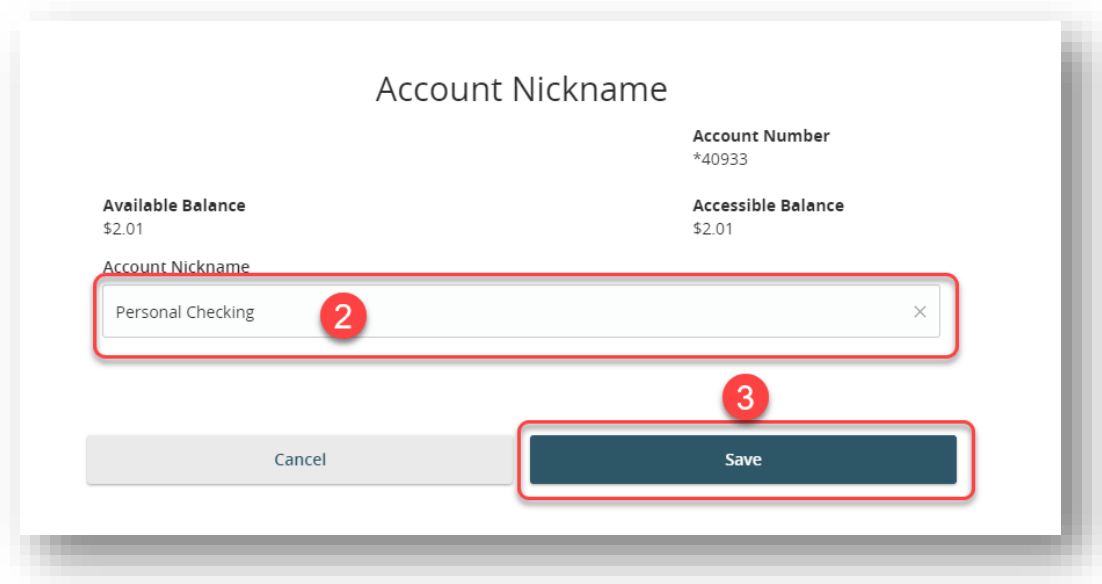 Account Nickname
Account Number
*40933
Available Balance
$2.01
Accessible Balance
$2.01
Account Nickname
Personal Checking
2
3
Cancel
Save